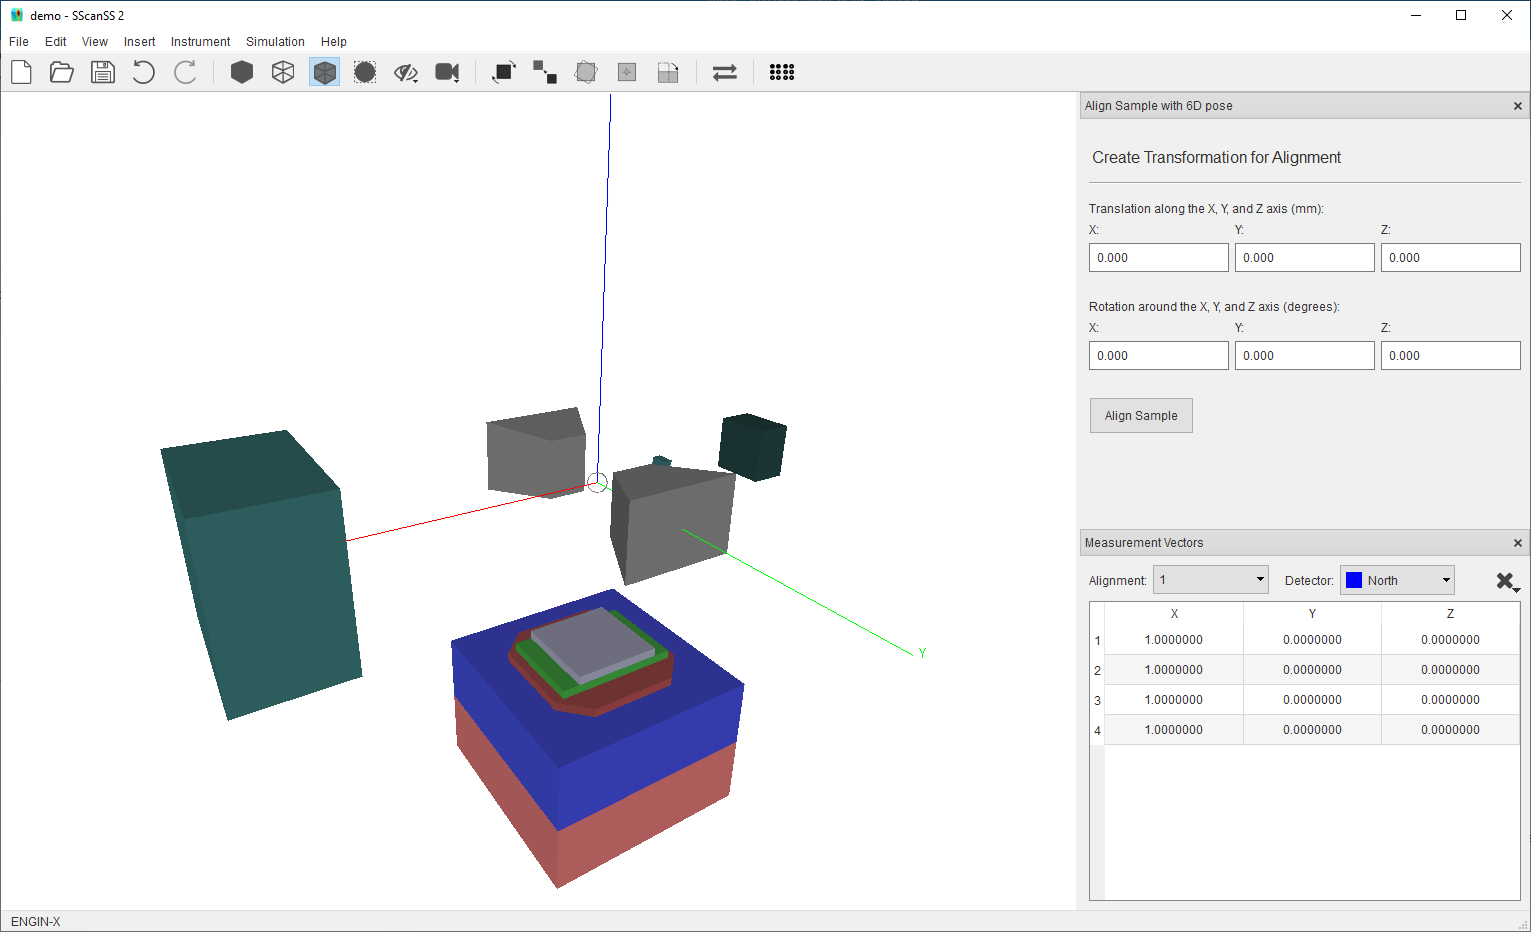 demo - SScanSS 2
File Edit View Insert Instrument Simulation Help
Align Sample with 6D pose
Create Transformation for Alignment
Translation along the X, Y, and Z axis (mm):
X: Y: Z:
0.000 0.000 0.000
Rotation around the X, Y, and Z axis (degrees):
X: Y: Z:
0.000 0.000 0.000
Align Sample
Y
Measurement Vectors
Alignment: 1 Detector: North
X Y Z
1 1.0000000 0.0000000 0.0000000
2 1.0000000 0.0000000 0.0000000
3 1.0000000 0.0000000 0.0000000
4 1.0000000 0.0000000 0.0000000
ENGIN-X